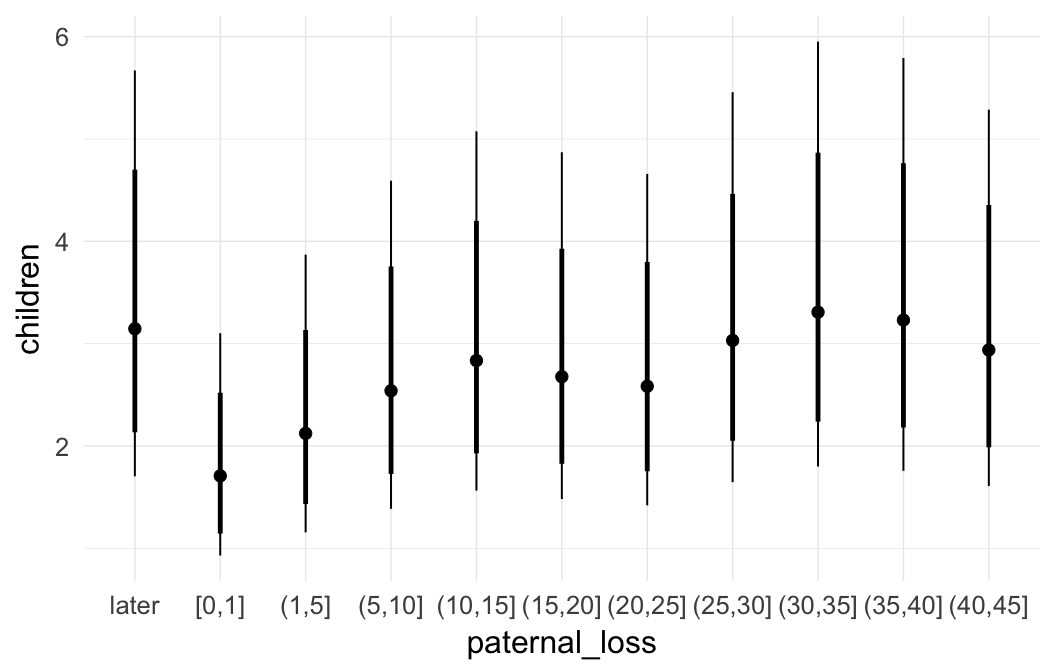 6
4
2
children
later [0,1] (1,5] (5,10] (10,15] (15,20] (20,25] (25,30] (30,35] (35,40] (40,45]
paternal_loss